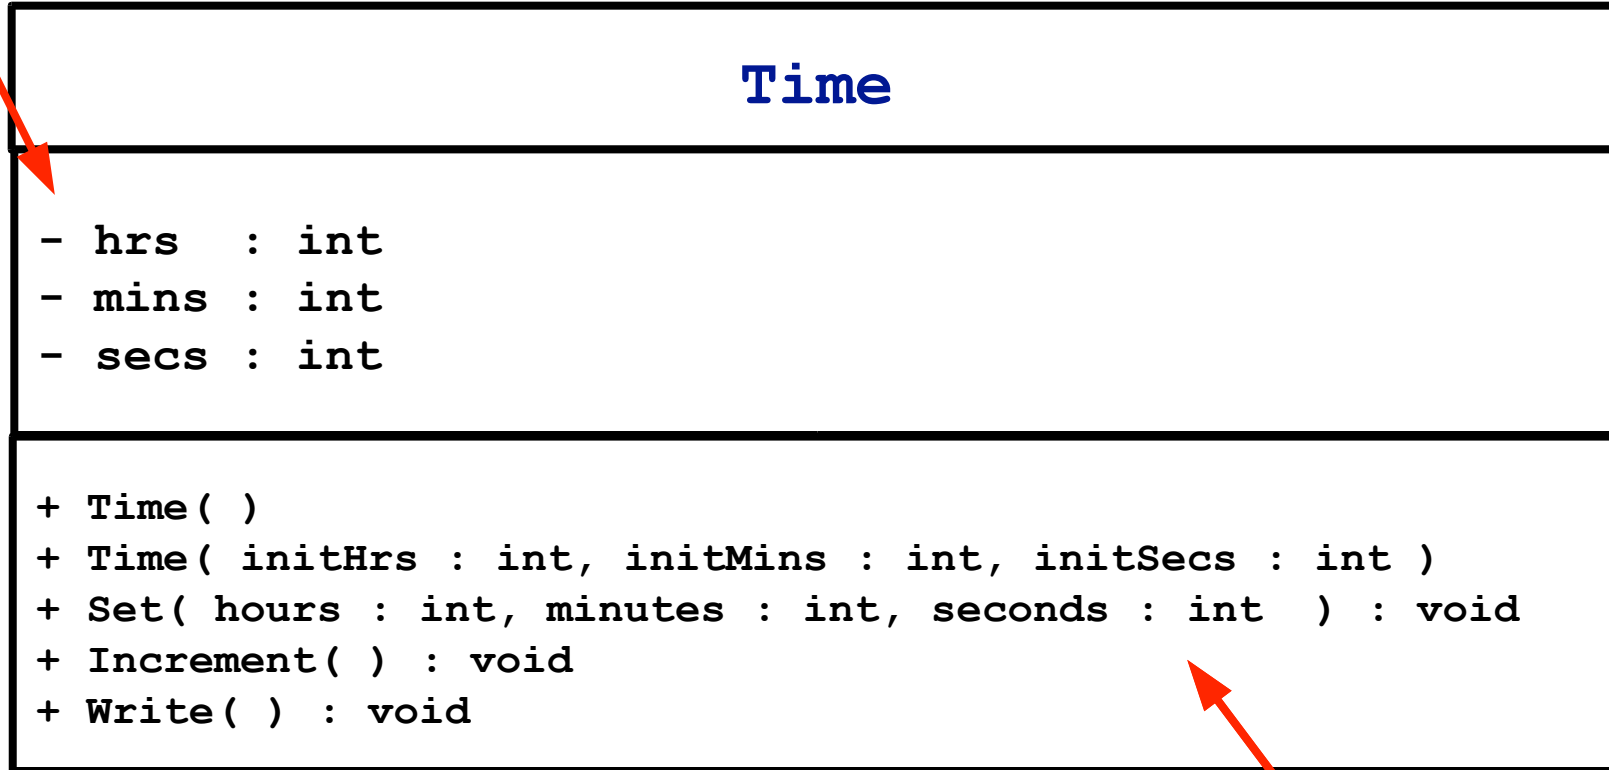 Time
- hrs : int
- mins : int
- secs : int
+ Time( )
+ Time( initHrs : int, initMins : int, initSecs : int )
+ Set( hours : int, minutes : int, seconds : int  ) : void
+ Increment( ) : void
+ Write( ) : void